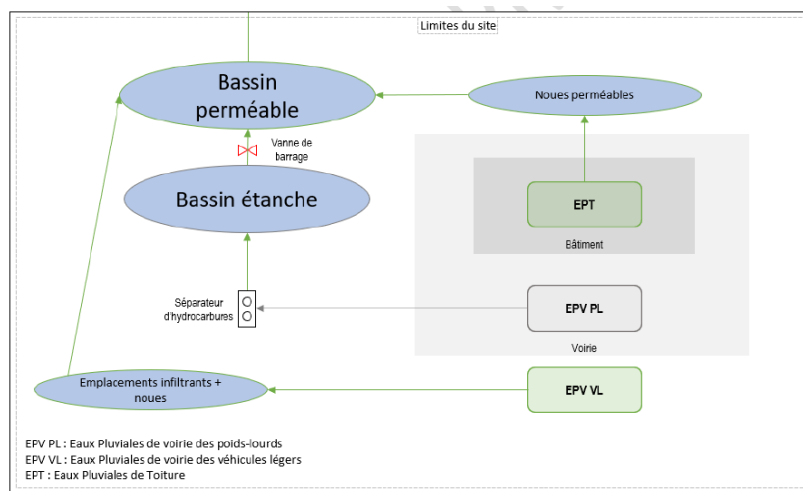 Limites du site
Bassin
perméable
Noues perméables
Vanne de
barrage
Bassin étanche
EPT
Bâtiment
Séparateur
d'hydrocarbures
EPV PL
Voirie
Emplacements infiltrants +
noues
EPV VL
EPV PL : Eaux Pluviales de voirie des poids-lourds
EPV VL : Eaux Pluviales de voirie des véhicules légers
EPT : Eaux Pluviales de Toiture